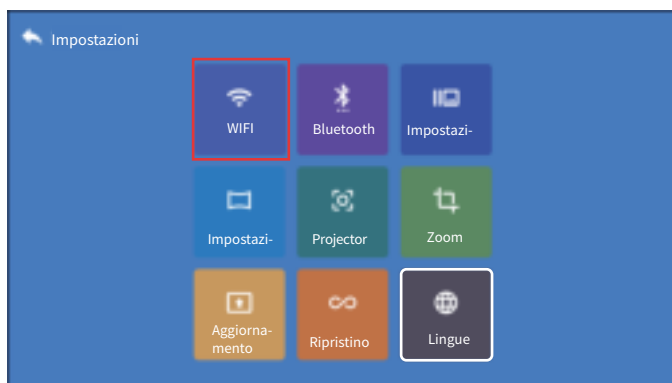 Impostazioni
WIFI
Bluetooth
Impostazi-
Impostazi-
Projector
Zoom
Aggiorna-
mento
Ripristino
Lingue